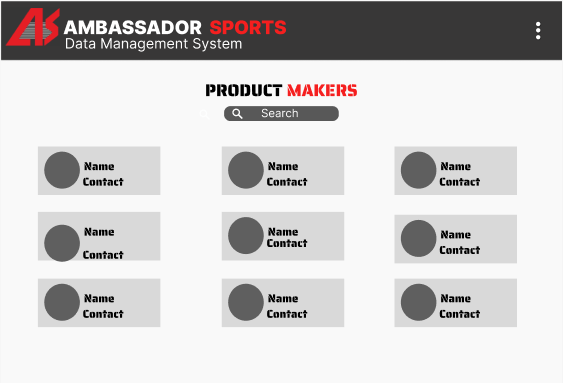 AS AMBASSADOR SPORTS
Data Management System
PRODUCT MAKERS
Search
Name
Contact
Name
Contact
Name
Contact
Name
Contact
Name
Contact
Name
Contact
Name
Contact
Name
Contact
Name
Contact